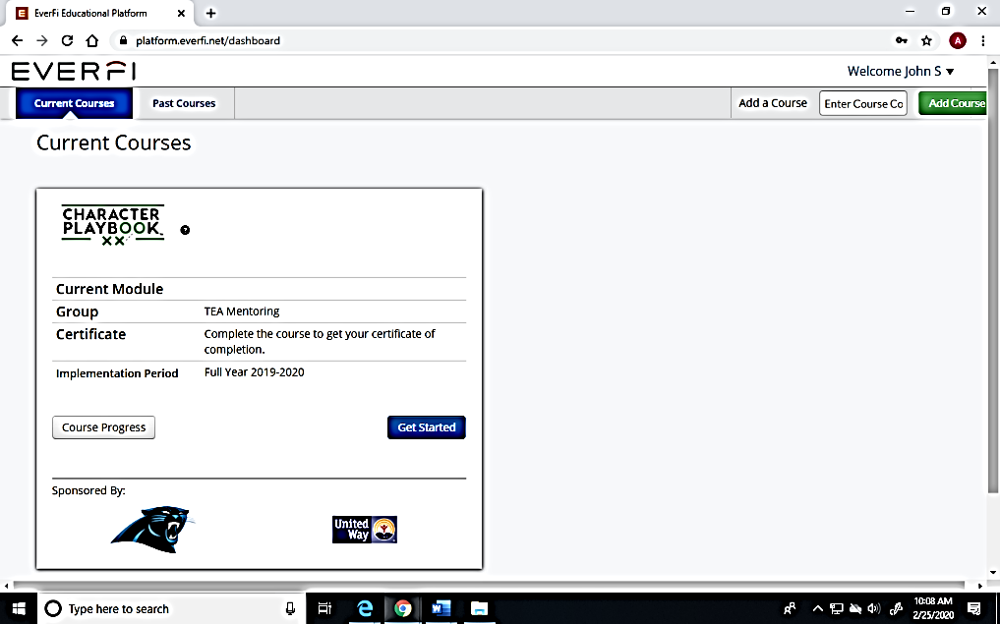 EverFi Educational Platform
platform.everfi.net/dashboard
A
EVERFI
Welcome John S
Current Courses
Past Courses
Add a Course
Enter Course Co
Add Course
Current Courses
CHARACTER
PLAYBOOK
XX
?
Current Module
Group TEA Mentoring
Certificate Complete the course to get your certificate of
completion.
Implementation Period Full Year 2019-2020
Course Progress
Get Started
Sponsored By:
United
Way
Type here to search
10:08 AM
2/25/2020